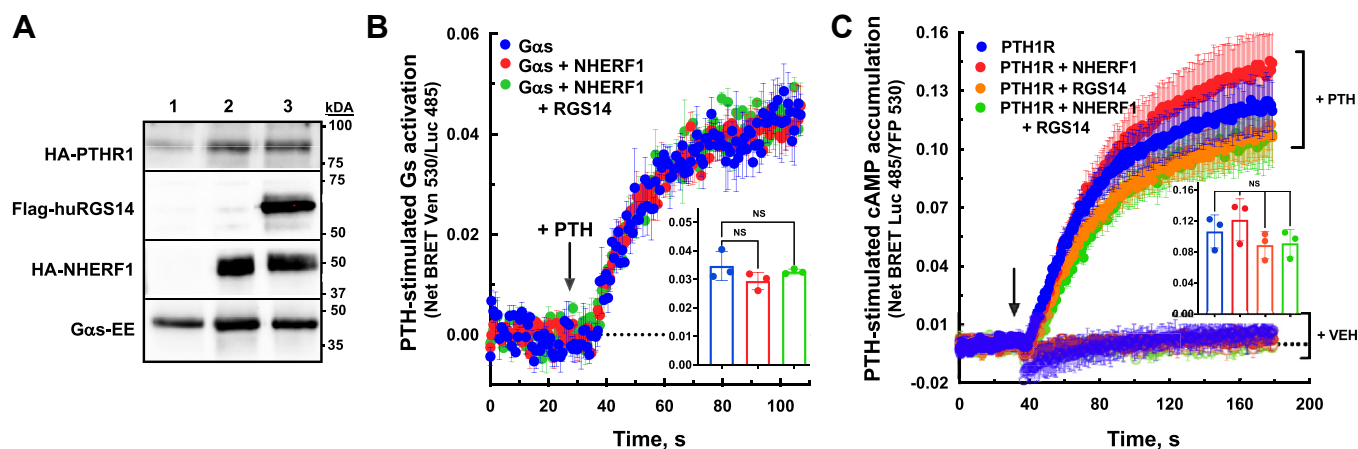 A
1 2 3 kDA
HA-PTHR1
100
75
Flag-huRGS14
75
50
HA-NHERF1
50
37
Gαs-EE
50
35
B
PTH-stimulated Gs activation
(Net BRET Ven 530/Luc 485)
0.06
0.04
0.02
0.00
Gαs
Gαs + NHERF1
Gαs + NHERF1
+ RGS14
+ PTH
0.05
0.04
0.03
0.02
0.01
0.00
NS
NS
0 20 40 60 80 100
Time, s
C
PTH-stimulated cAMP accumulation
(Net BRET Luc 485/YFP 530)
0.16
0.13
0.10
0.07
0.04
0.01
-0.02
PTH1R
PTH1R + NHERF1
PTH1R + RGS14
PTH1R + NHERF1
+ RGS14
+ PTH
0.16
0.12
0.08
0.04
0.00
NS
+ VEH
0 40 80 120 160 200
Time, s